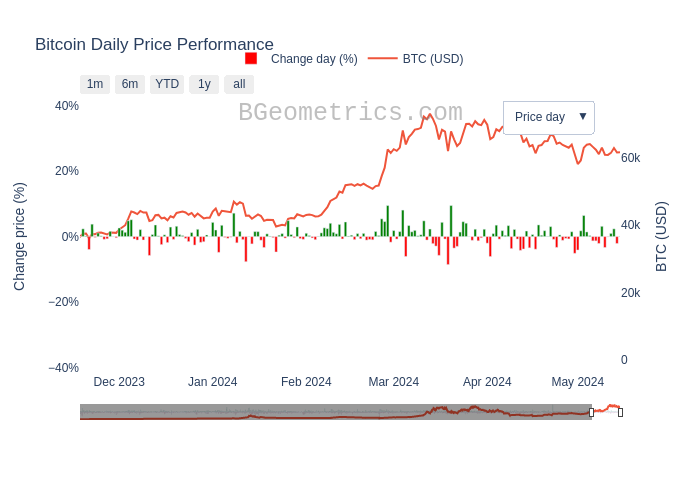 Bitcoin Daily Price Performance
Change day (%) BTC (USD)
1m 6m YTD 1y all
BGeometrics.com
Price day ▼
Change price (%)
40%
20%
0%
−20%
−40%
60k
40k
20k
0
BTC (USD)
Dec 2023 Jan 2024 Feb 2024 Mar 2024 Apr 2024 May 2024